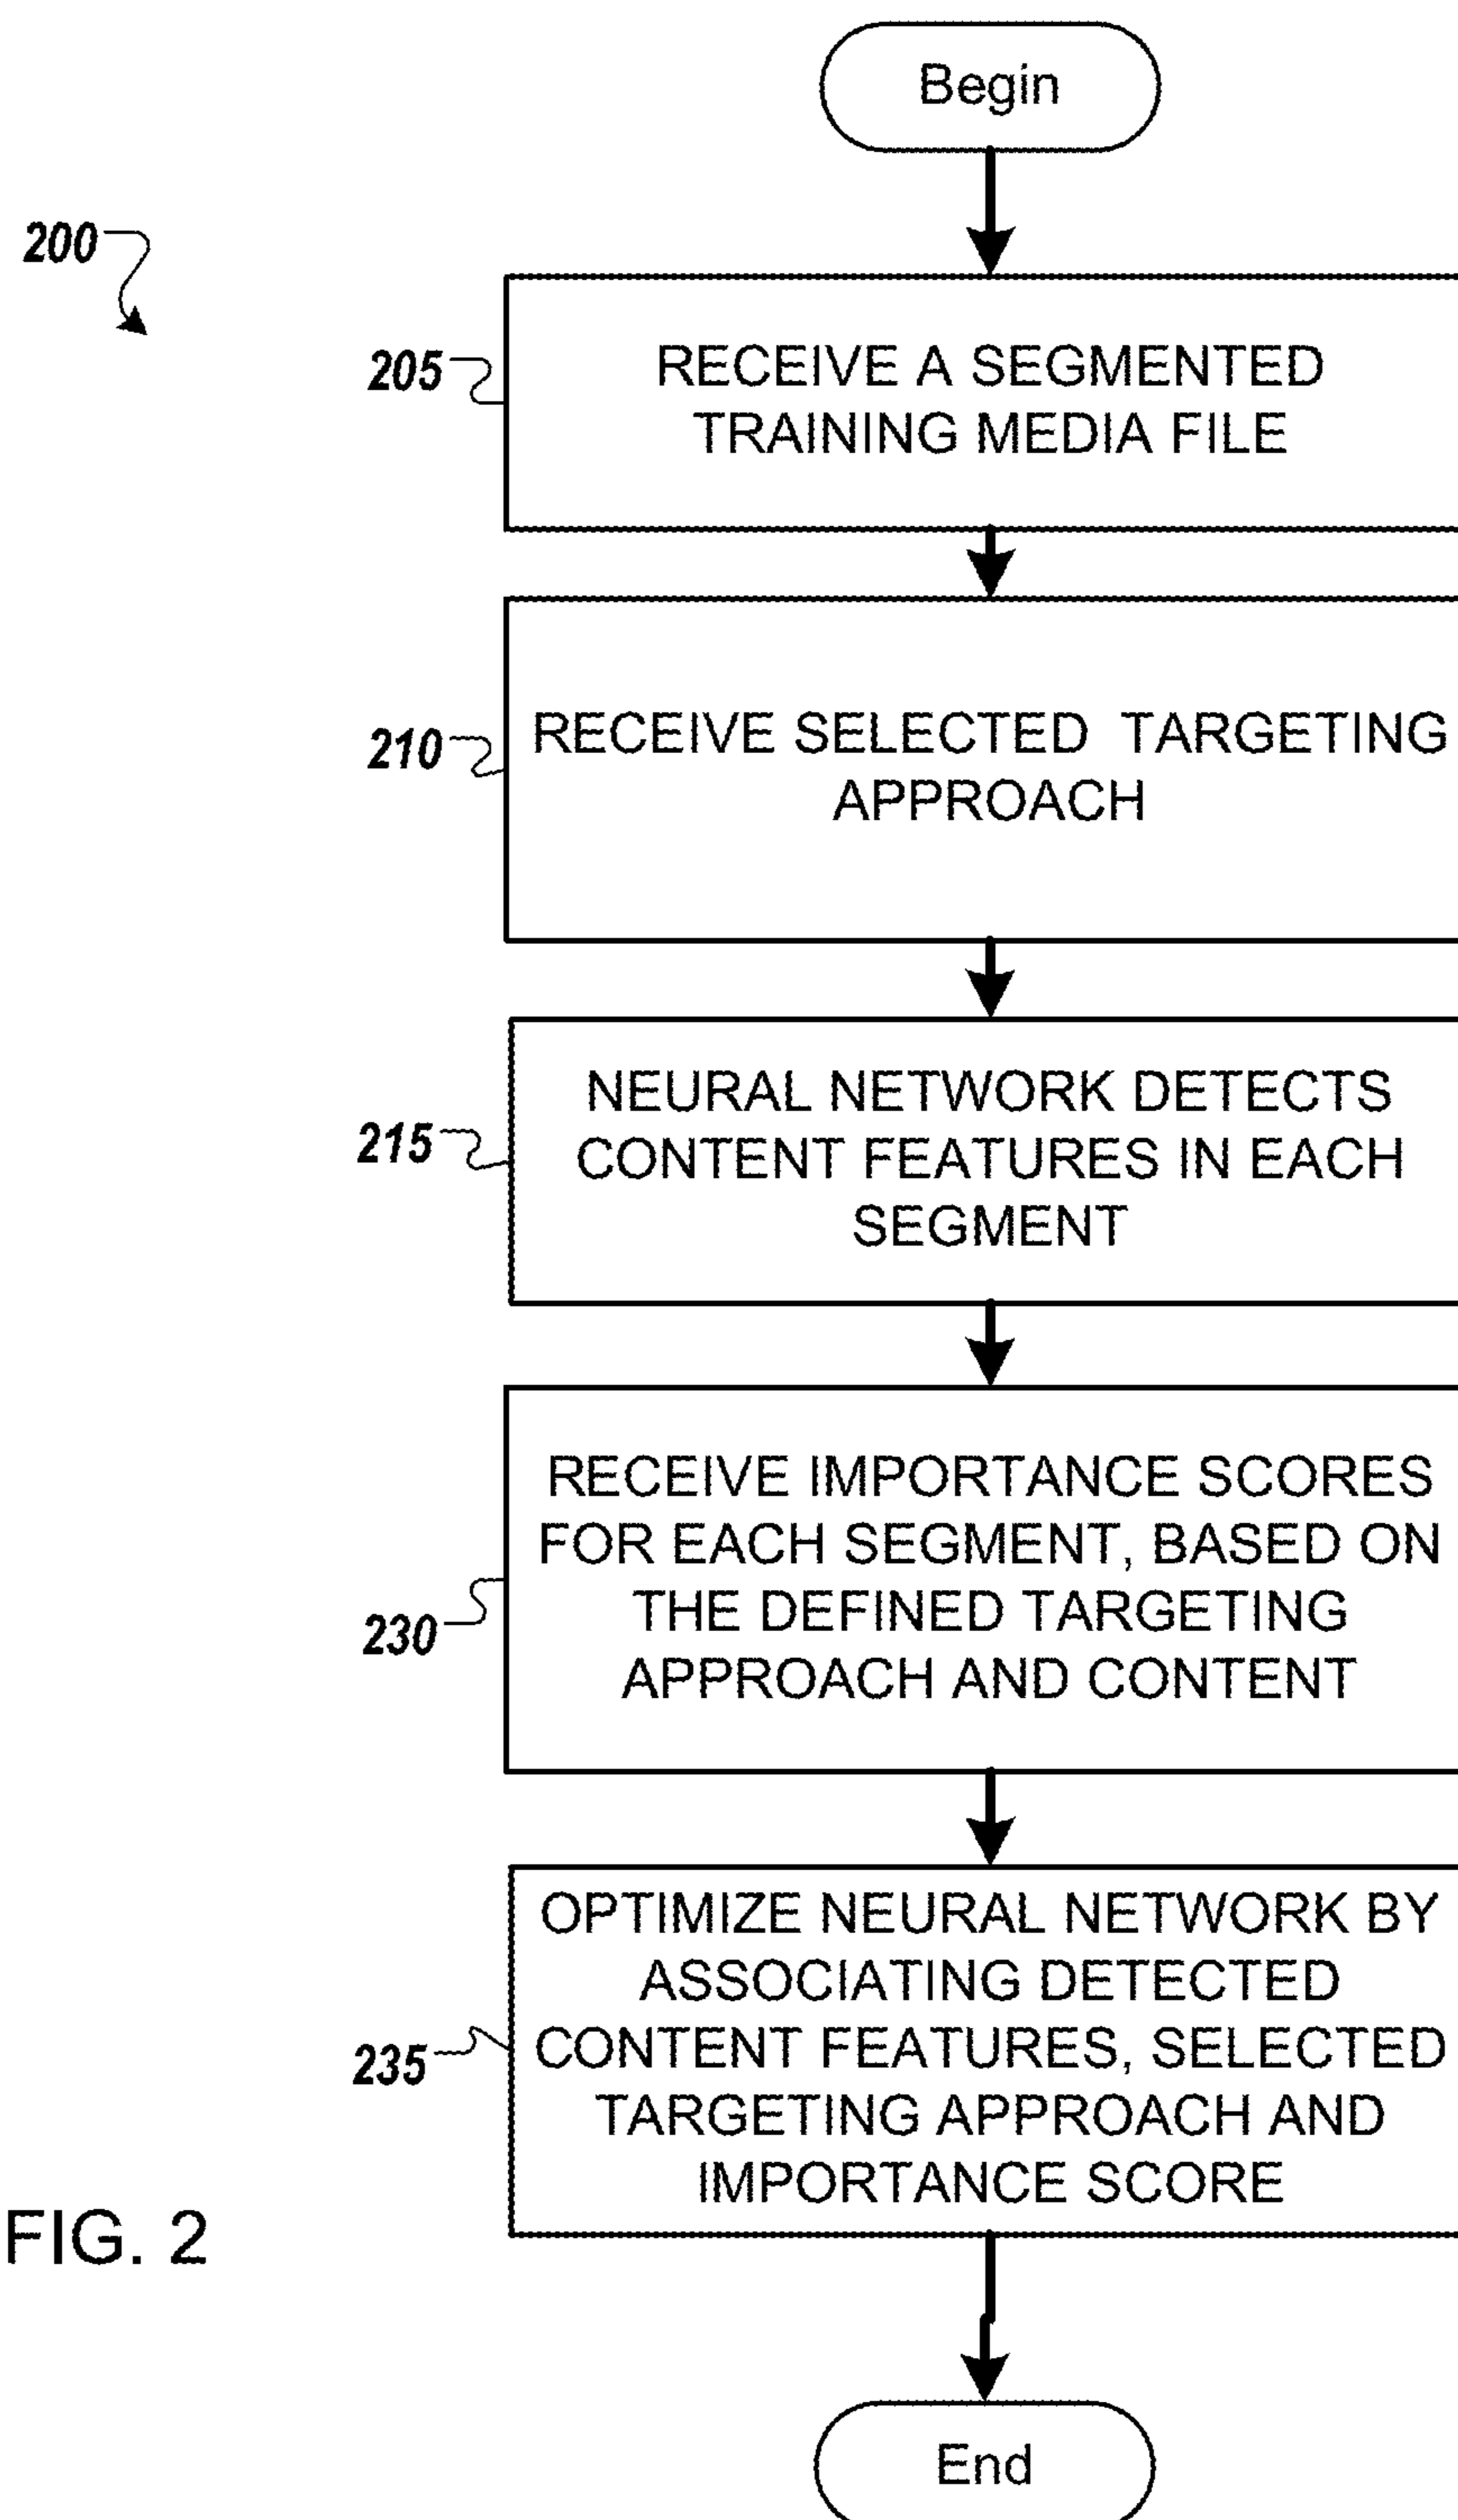 Begin
200
205
RECEIVE A SEGMENTED
TRAINING MEDIA FILE
210
RECEIVE SELECTED TARGETING
APPROACH
215
NEURAL NETWORK DETECTS
CONTENT FEATURES IN EACH
SEGMENT
230
RECEIVE IMPORTANCE SCORES
FOR EACH SEGMENT, BASED ON
THE DEFINED TARGETING
APPROACH AND CONTENT
235
OPTIMIZE NEURAL NETWORK BY
ASSOCIATING DETECTED
CONTENT FEATURES, SELECTED
TARGETING APPROACH AND
IMPORTANCE SCORE
FIG. 2
End